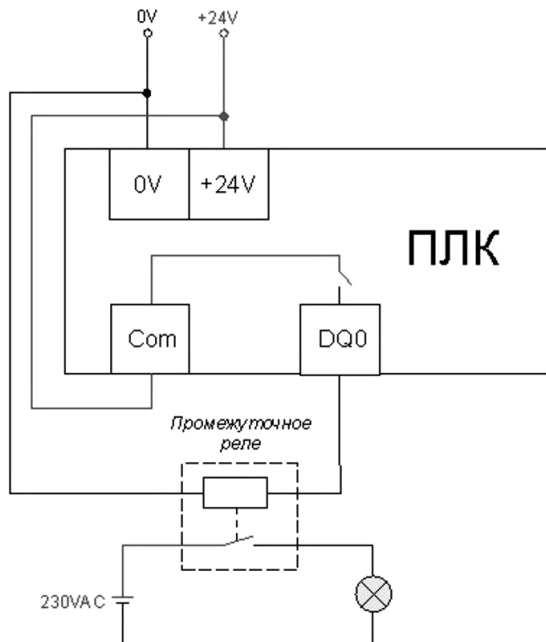 0V
+24V
0V
+24V
ПЛК
Com
DQ0
Промежуточное
реле
230VAC